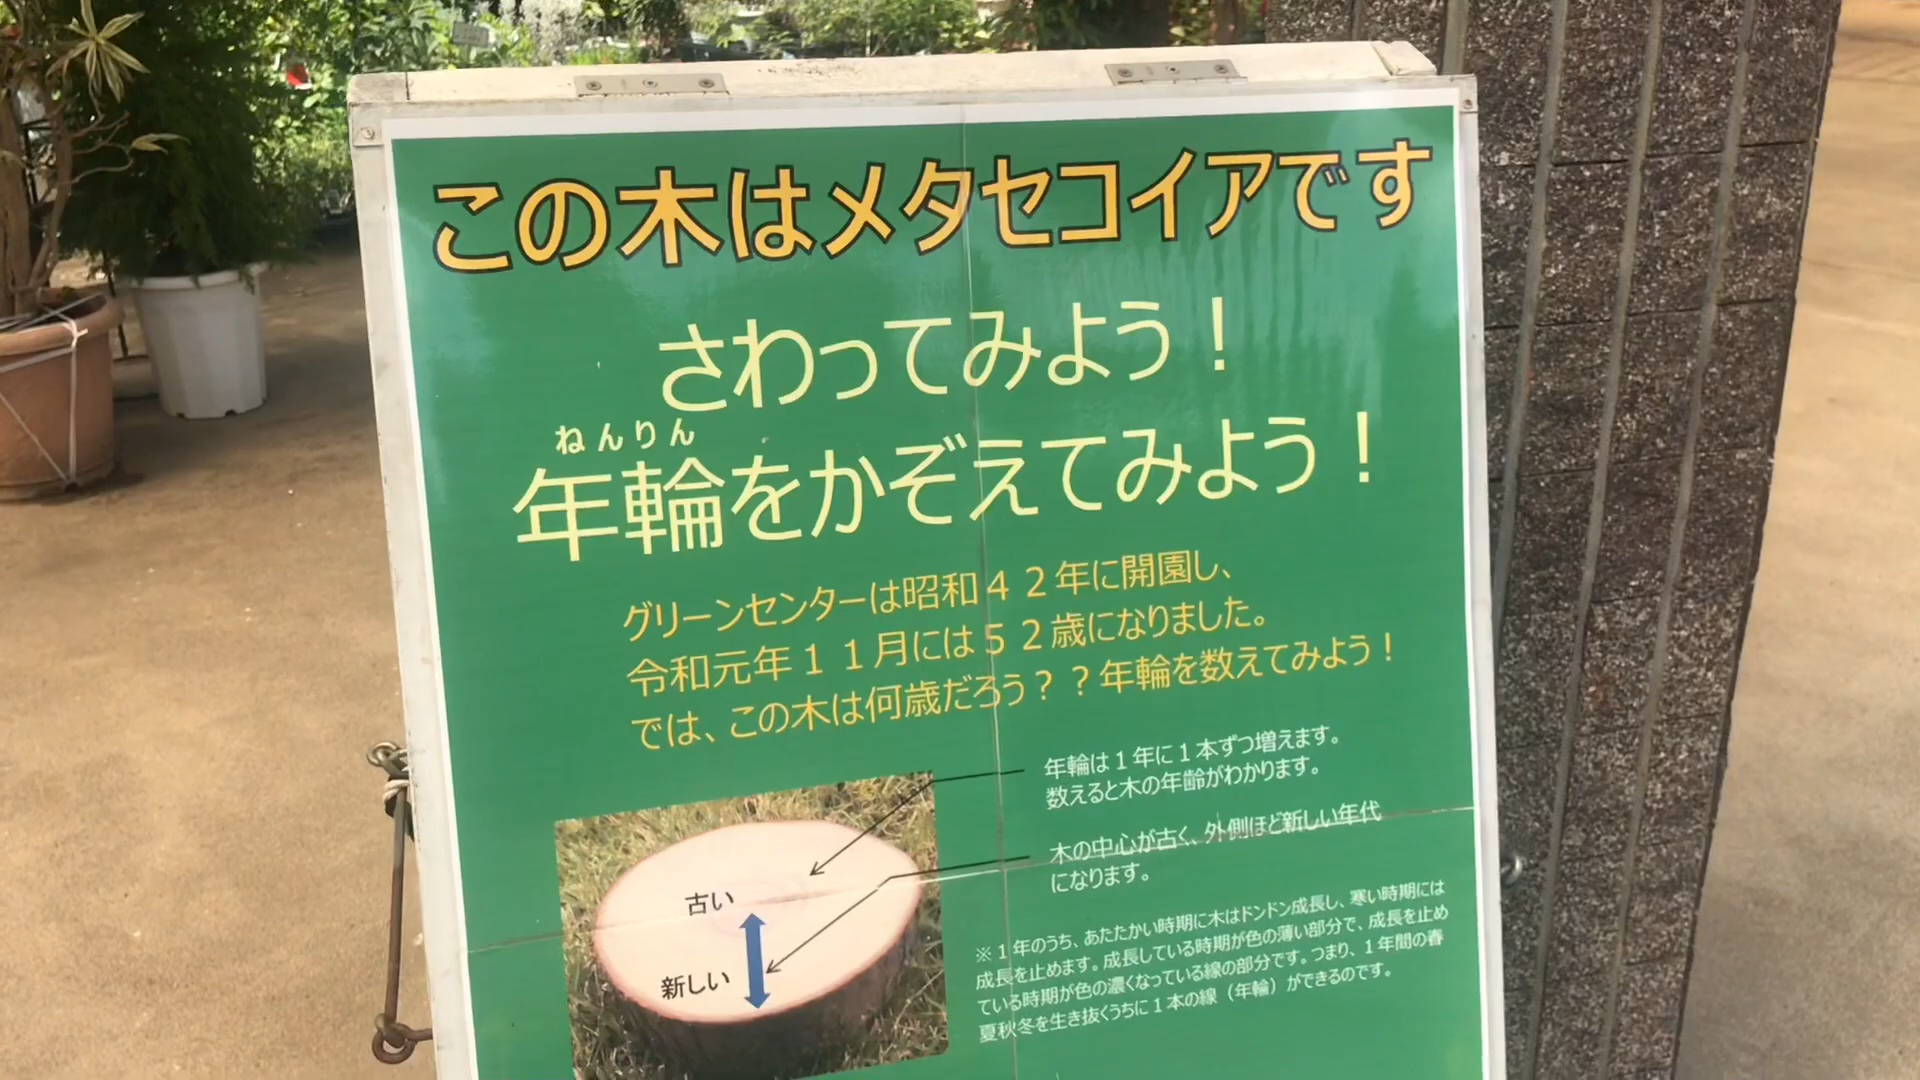 この木はメタセコイアです
さわってみよう！
ねんりん
年輪をかぞえてみよう！
グリーンセンターは昭和４２年に開園し、
令和元年１１月には５２歳になりました。
では、この木は何歳だろう？？年輪を数えてみよう！
年輪は１年に１本ずつ増えます。
数えると木の年齢がわかります。
木の中心が古く、外側ほど新しい年代
になります。
古い
新しい
※１年のうち、あたたかい時期に木はドンドン成長し、寒い時期には
成長を止めます。成長している時期が色の薄い部分で、成長を止め
ている時期が色の濃くなっている線の部分です。つまり、１年間の春
夏秋冬を生き抜くうちに１本の線（年輪）ができるのです。